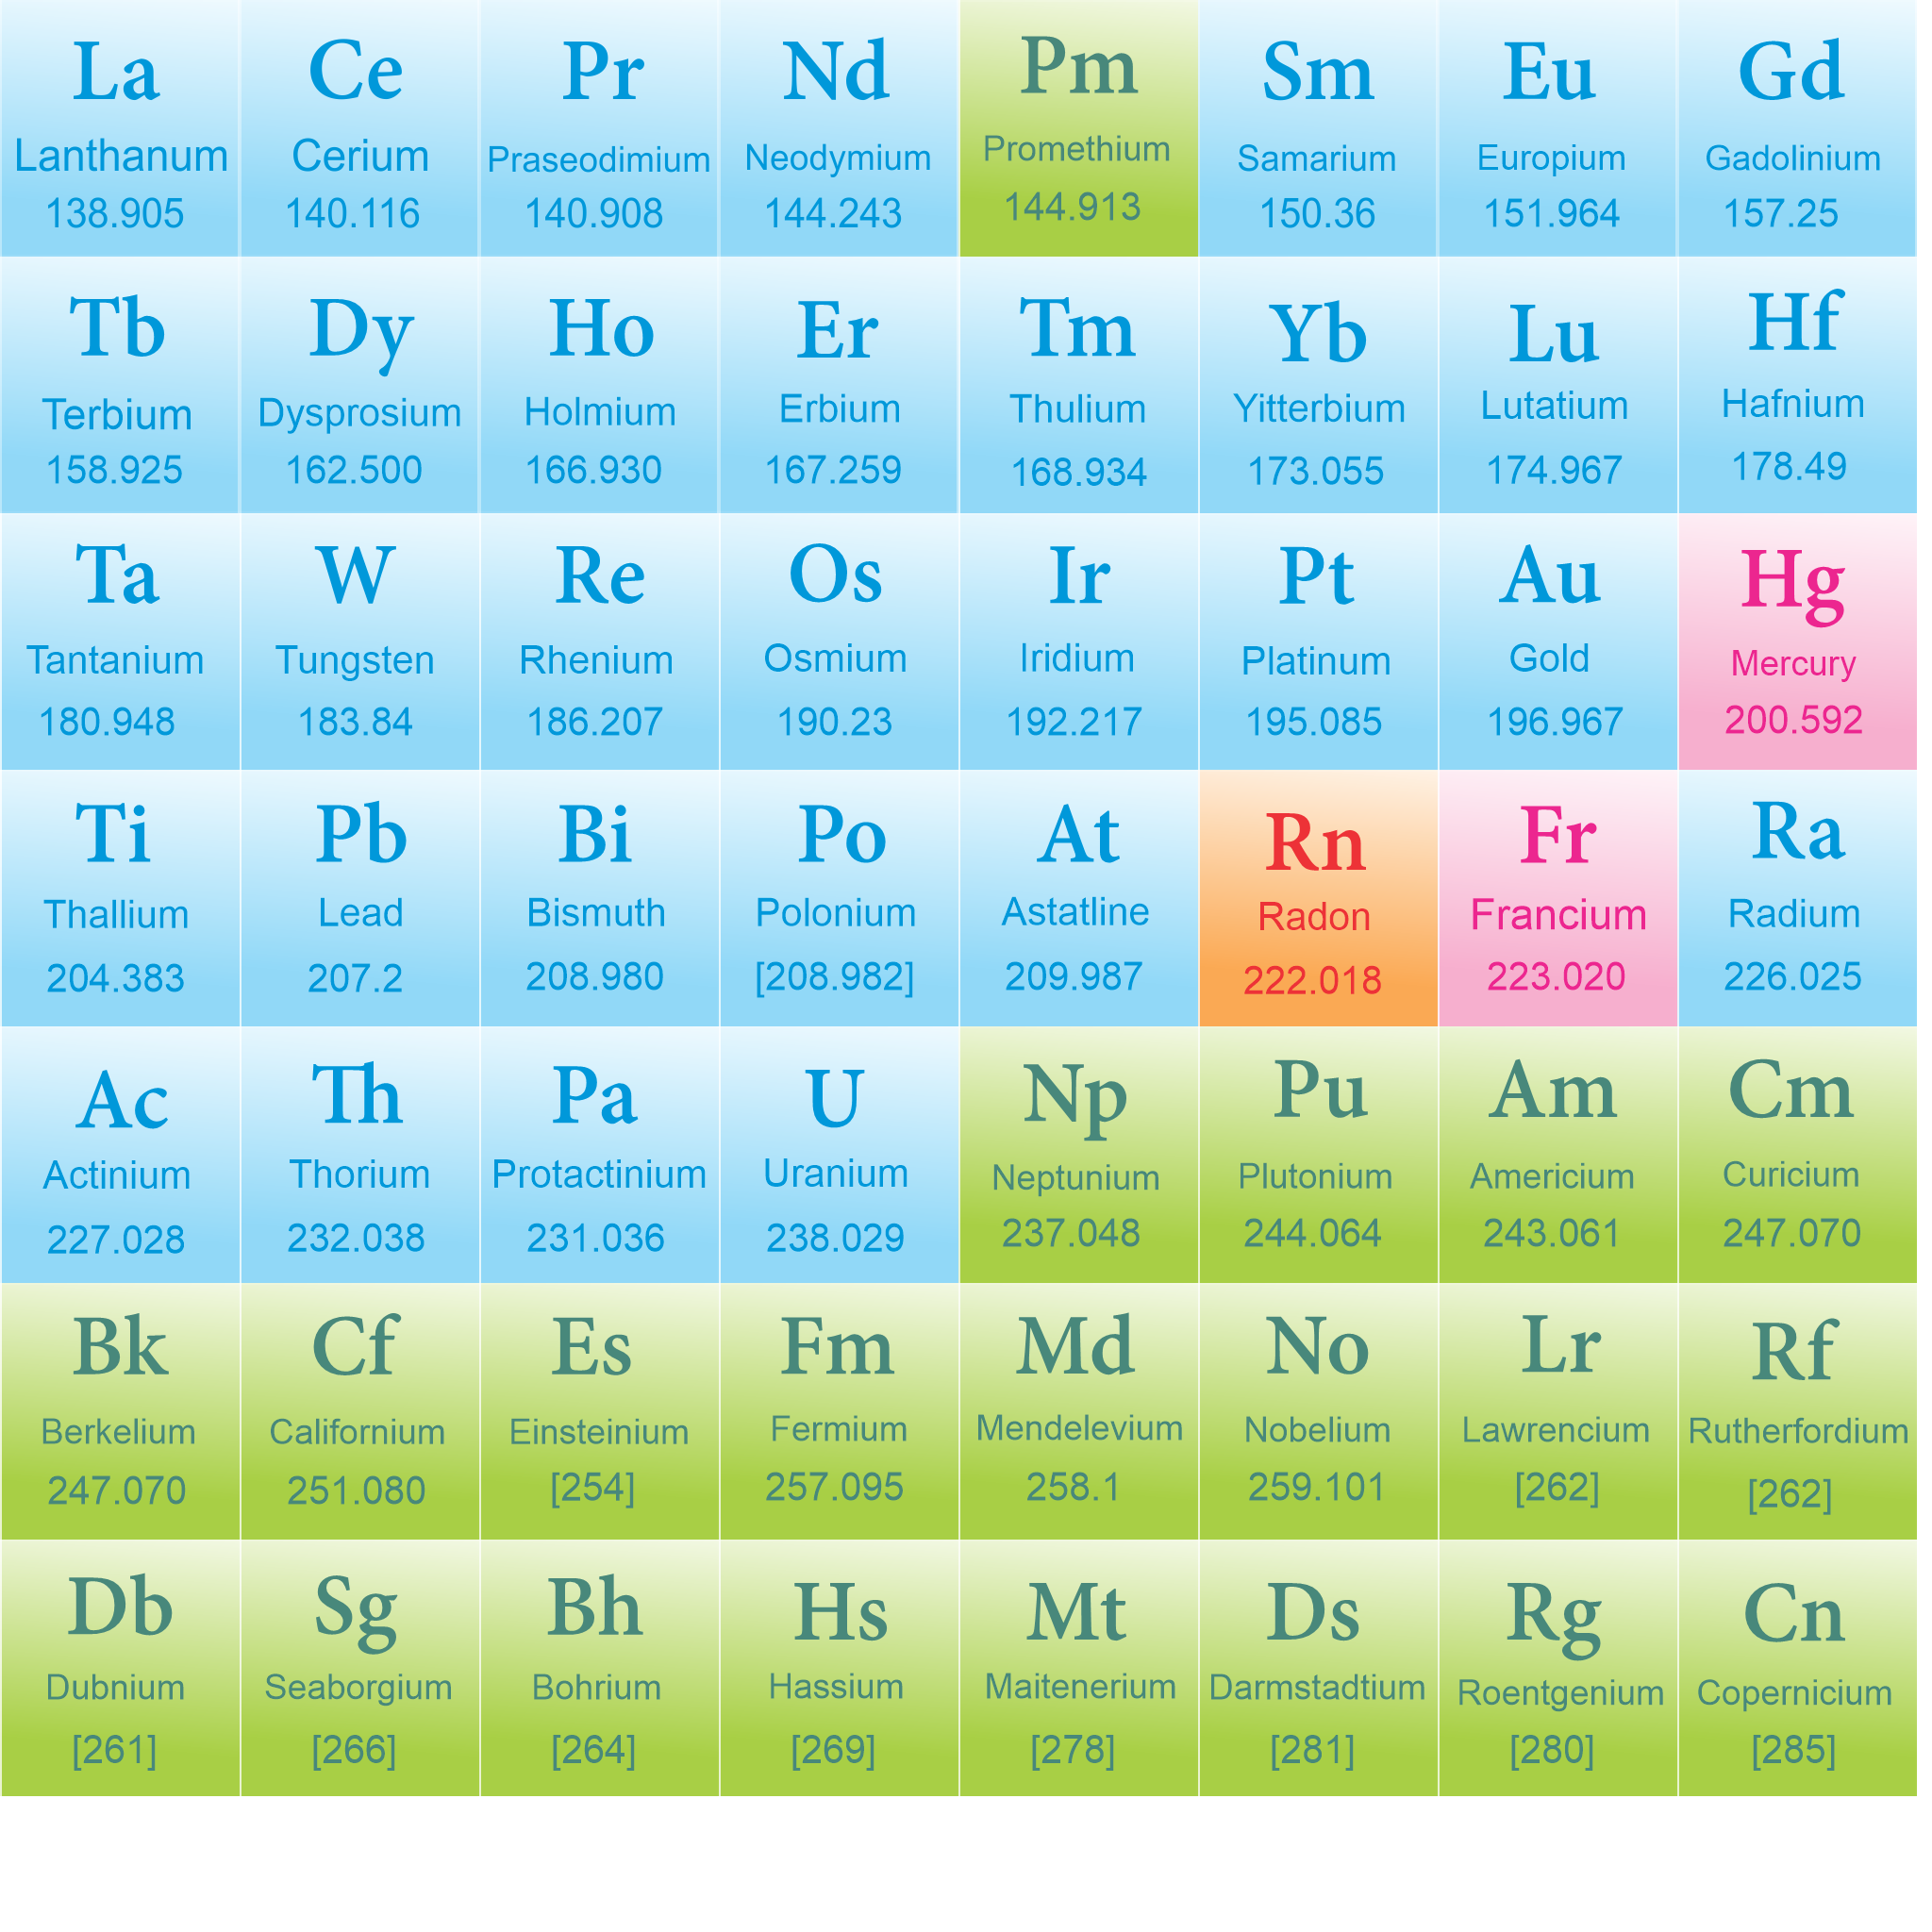 La Ce Pr Nd Pm Sm Eu Gd
Lanthanum Cerium Praseodimium Neodymium Promethium Samarium Europium Gadolinium
138.905 140.116 140.908 144.243 144.913 150.36 151.964 157.25
Tb Dy Ho Er Tm Yb Lu Hf
Terbium Dysprosium Holmium Erbium Thulium Yitterbium Lutatium Hafnium
158.925 162.500 166.930 167.259 168.934 173.055 174.967 178.49
Ta W Re Os Ir Pt Au Hg
Tantanium Tungsten Rhenium Osmium Iridium Platinum Gold Mercury
180.948 183.84 186.207 190.23 192.217 195.085 196.967 200.592
Ti Pb Bi Po At Rn Fr Ra
Thallium Lead Bismuth Polonium Astatline Radon Francium Radium
204.383 207.2 208.980 [208.982] 209.987 222.018 223.020 226.025
Ac Th Pa U Np Pu Am Cm
Actinium Thorium Protactinium Uranium Neptunium Plutonium Americium Curicium
227.028 232.038 231.036 238.029 237.048 244.064 243.061 247.070
Bk Cf Es Fm Md No Lr Rf
Berkelium Californium Einsteinium Fermium Mendelevium Nobelium Lawrencium Rutherfordium
247.070 251.080 [254] 257.095 258.1 259.101 [262] [262]
Db Sg Bh Hs Mt Ds Rg Cn
Dubnium Seaborgium Bohrium Hassium Maitenerium Darmstadtium Roentgenium Copernicium
[261] [266] [264] [269] [278] [281] [280] [285]